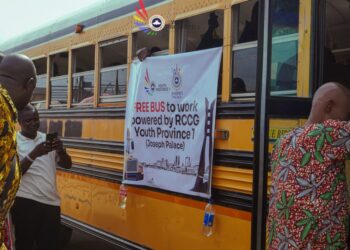 FREE BUS to work
powered by RCCG
Youth Province 1
(Joseph Palace)